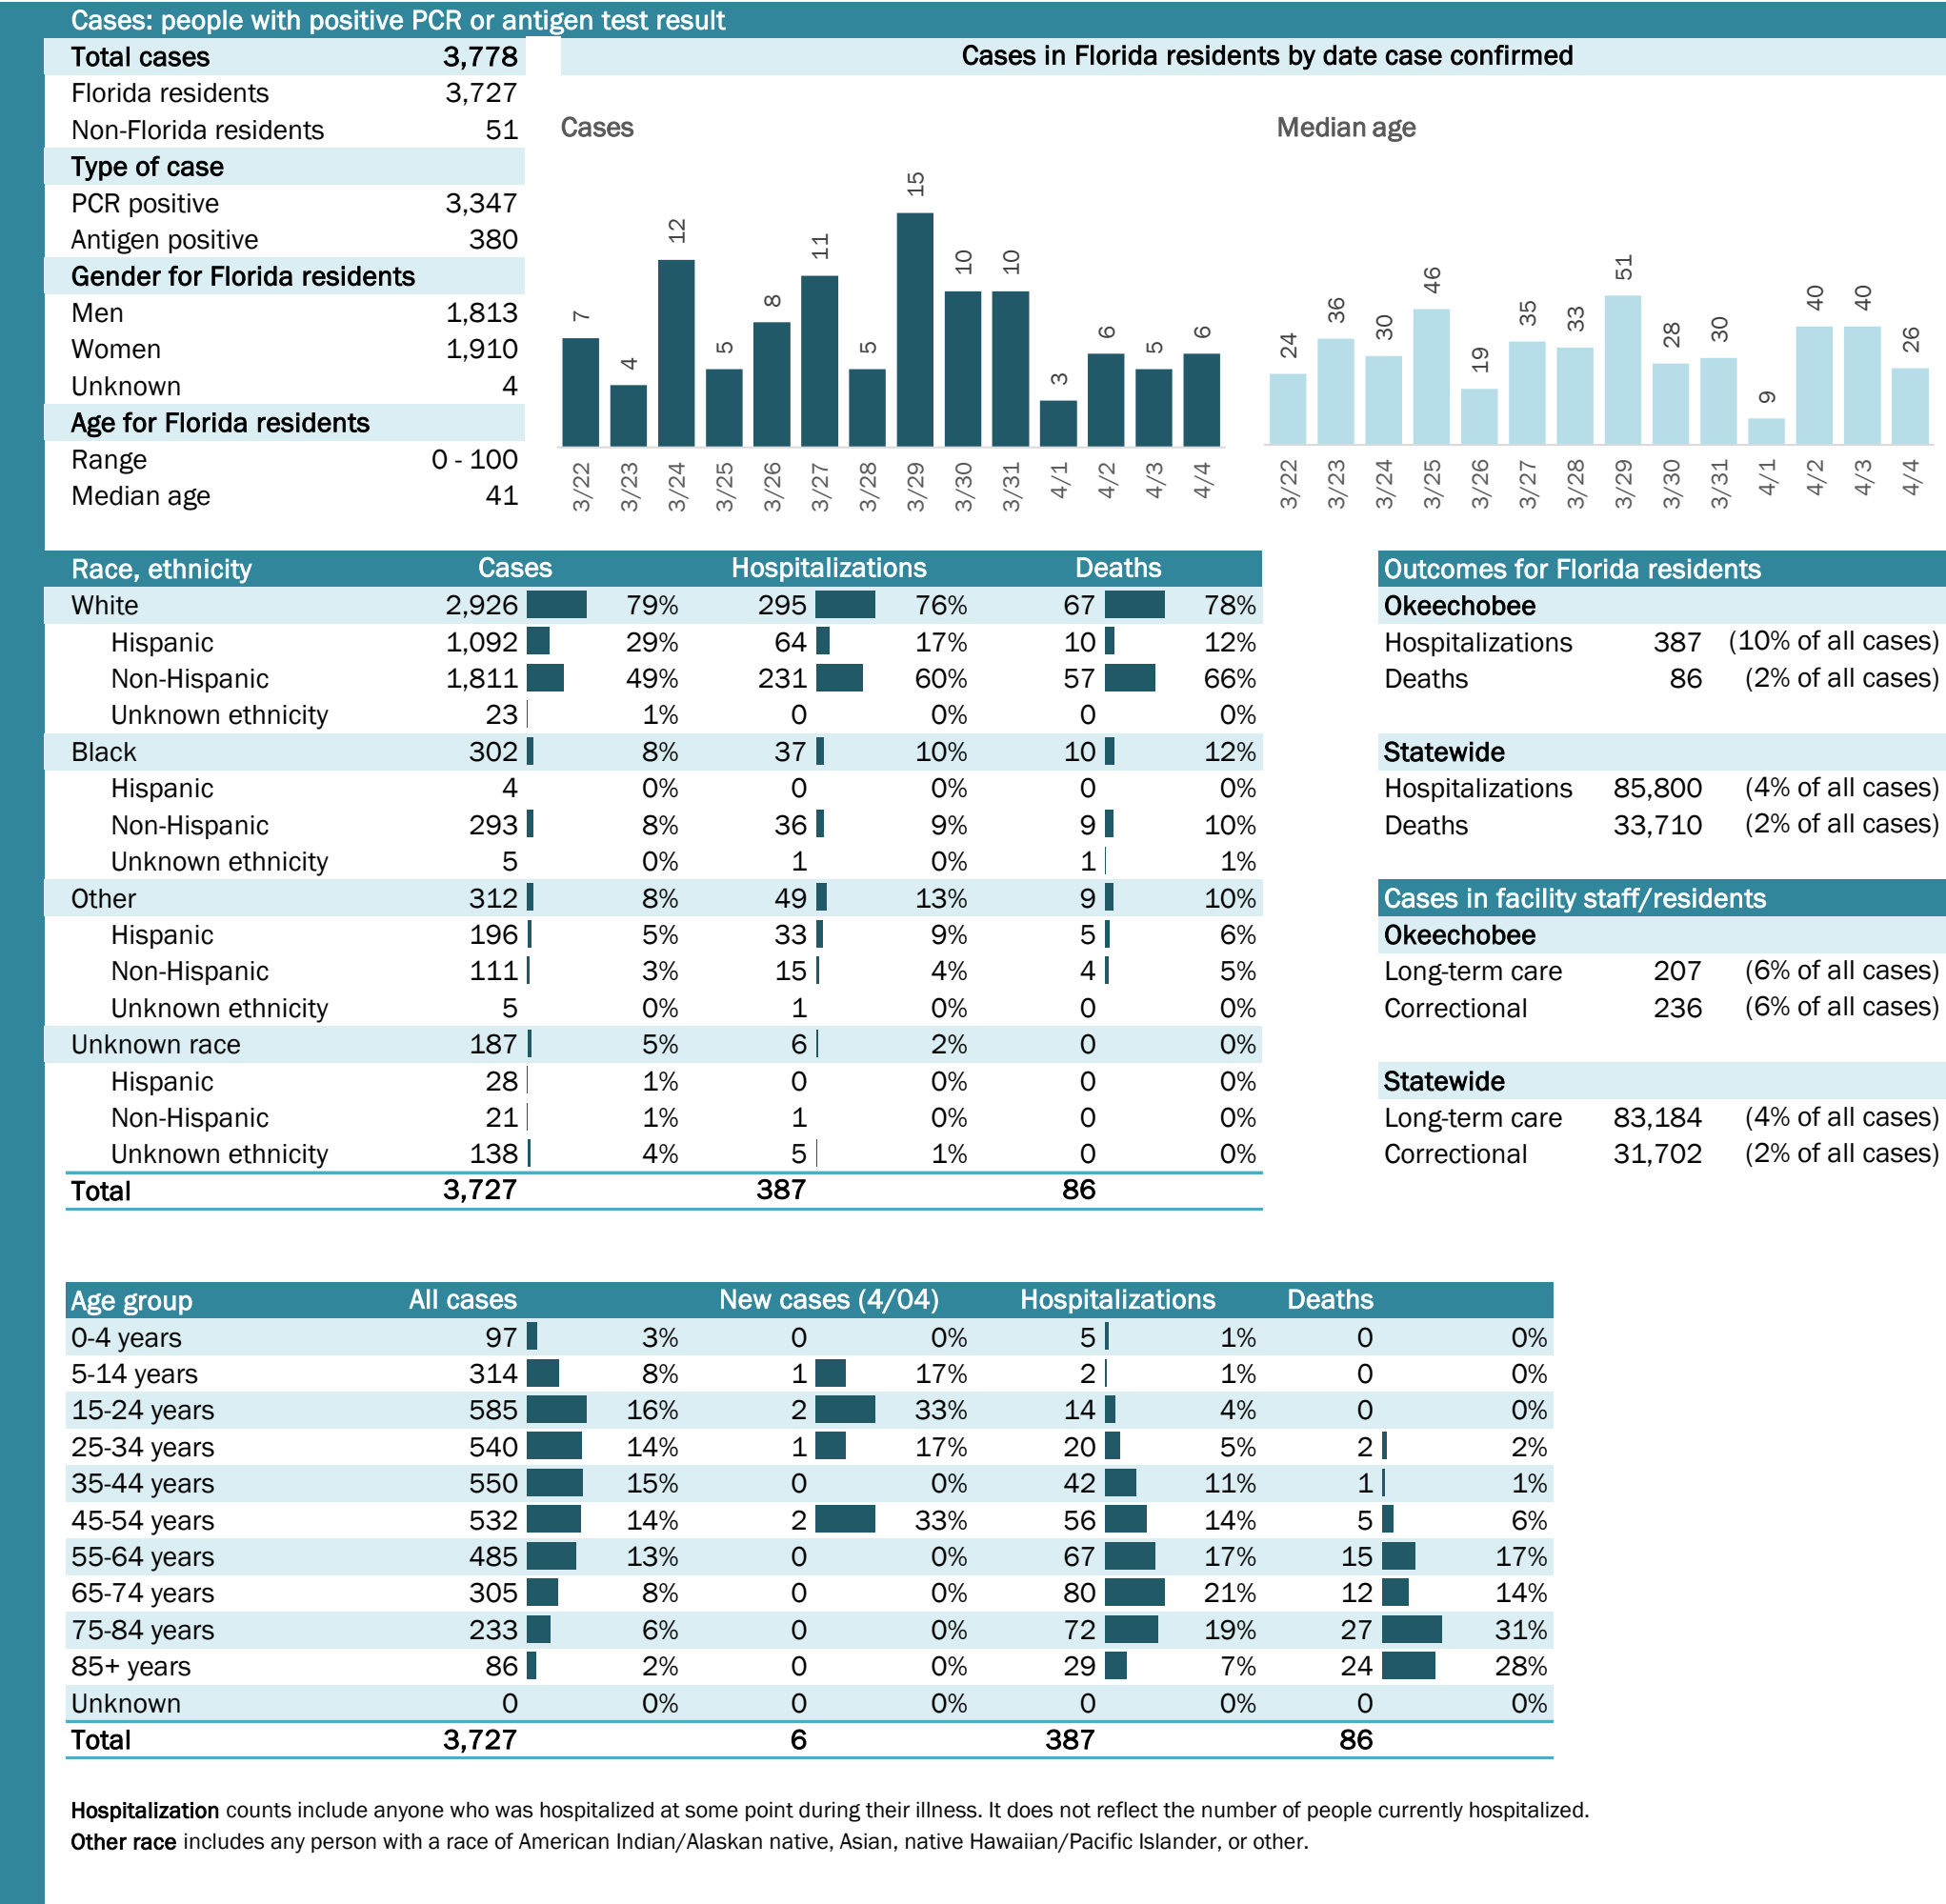 Cases: people with positive PCR or antigen test result
Total cases 3,778
Florida residents 3,727
Non-Florida residents 51
Type of case
PCR positive 3,347
Antigen positive 380
Gender for Florida residents
Men 1,813
Women 1,910
Unknown 4
Age for Florida residents
Range 0 - 100
Median age 41
Cases in Florida residents by date case confirmed
Cases
7 4 12 5 8 11 5 15 10 10 3 6 5 6
3/22 3/23 3/24 3/25 3/26 3/27 3/28 3/29 3/30 3/31 4/1 4/2 4/3 4/4
Median age
24 36 30 46 19 35 33 51 28 30 9 40 40 26
3/22 3/23 3/24 3/25 3/26 3/27 3/28 3/29 3/30 3/31 4/1 4/2 4/3 4/4
Race, ethnicity Cases Hospitalizations Deaths
White 2,926 79% 295 76% 67 78%
Hispanic 1,092 29% 64 17% 10 12%
Non-Hispanic 1,811 49% 231 60% 57 66%
Unknown ethnicity 23 1% 0 0% 0 0%
Black 302 8% 37 10% 10 12%
Hispanic 4 0% 0 0% 0 0%
Non-Hispanic 293 8% 36 9% 9 10%
Unknown ethnicity 5 0% 1 0% 1 1%
Other 312 8% 49 13% 9 10%
Hispanic 196 5% 33 9% 5 6%
Non-Hispanic 111 3% 15 4% 4 5%
Unknown ethnicity 5 0% 1 0% 0 0%
Unknown race 187 5% 6 2% 0 0%
Hispanic 28 1% 0 0% 0 0%
Non-Hispanic 21 1% 1 0% 0 0%
Unknown ethnicity 138 4% 5 1% 0 0%
Total 3,727 387 86
Outcomes for Florida residents
Okeechobee
Hospitalizations 387 (10% of all cases)
Deaths 86 (2% of all cases)
Statewide
Hospitalizations 85,800 (4% of all cases)
Deaths 33,710 (2% of all cases)
Cases in facility staff/residents
Okeechobee
Long-term care 207 (6% of all cases)
Correctional 236 (6% of all cases)
Statewide
Long-term care 83,184 (4% of all cases)
Correctional 31,702 (2% of all cases)
Age group All cases New cases (4/04) Hospitalizations Deaths
0-4 years 97 3% 0 0% 5 1% 0 0%
5-14 years 314 8% 1 17% 2 1% 0 0%
15-24 years 585 16% 2 33% 14 4% 0 0%
25-34 years 540 14% 1 17% 20 5% 2 2%
35-44 years 550 15% 0 0% 42 11% 1 1%
45-54 years 532 14% 2 33% 56 14% 5 6%
55-64 years 485 13% 0 0% 67 17% 15 17%
65-74 years 305 8% 0 0% 80 21% 12 14%
75-84 years 233 6% 0 0% 72 19% 27 31%
85+ years 86 2% 0 0% 29 7% 24 28%
Unknown 0 0% 0 0% 0 0% 0 0%
Total 3,727 6 387 86
Hospitalization counts include anyone who was hospitalized at some point during their illness. It does not reflect the number of people currently hospitalized.
Other race includes any person with a race of American Indian/Alaskan native, Asian, native Hawaiian/Pacific Islander, or other.